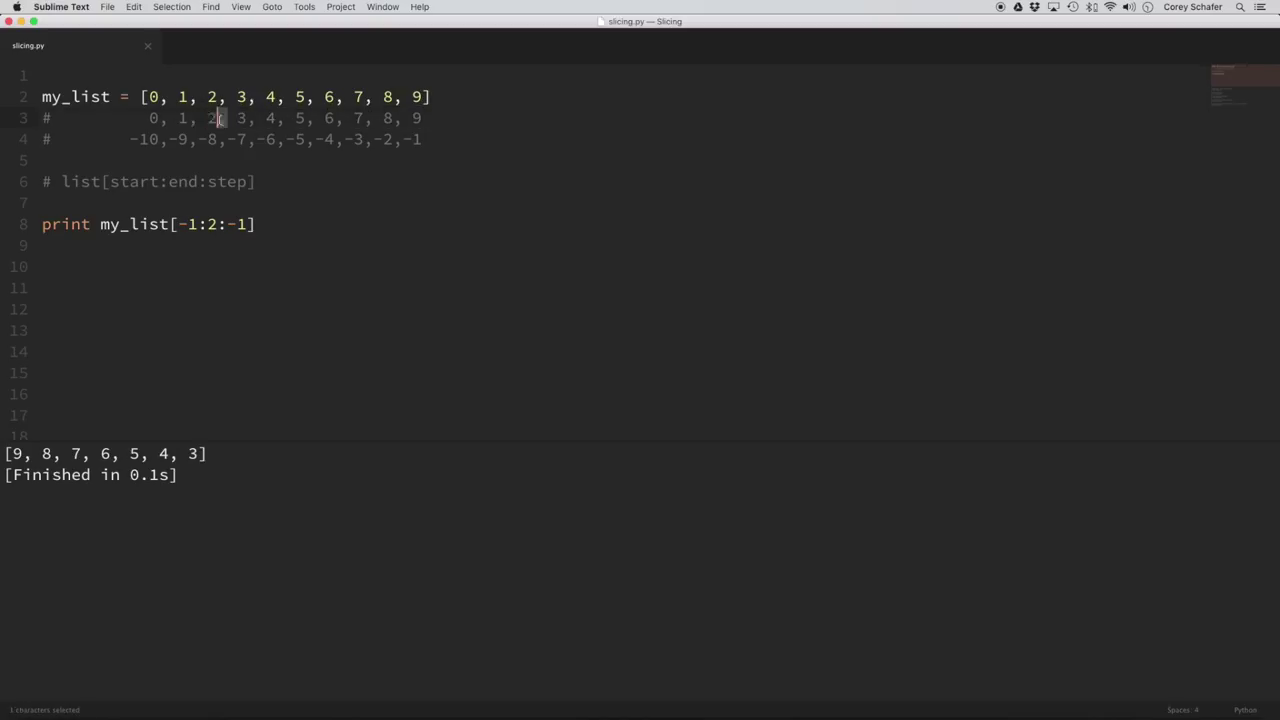 Sublime Text File Edit Selection Find View Goto Tools Project Window Help Corey Schafer
slicing.py — Slicing
slicing.py
1
2 my_list = [0, 1, 2, 3, 4, 5, 6, 7, 8, 9]
3 # 0, 1, 2, 3, 4, 5, 6, 7, 8, 9
4 # -10,-9,-8,-7,-6,-5,-4,-3,-2,-1
5
6 # list[start:end:step]
7
8 print my_list[-1:2:-1]
9
10
11
12
13
14
15
16
17
18
[9, 8, 7, 6, 5, 4, 3]
[Finished in 0.1s]
1 characters selected Spaces: 4 Python